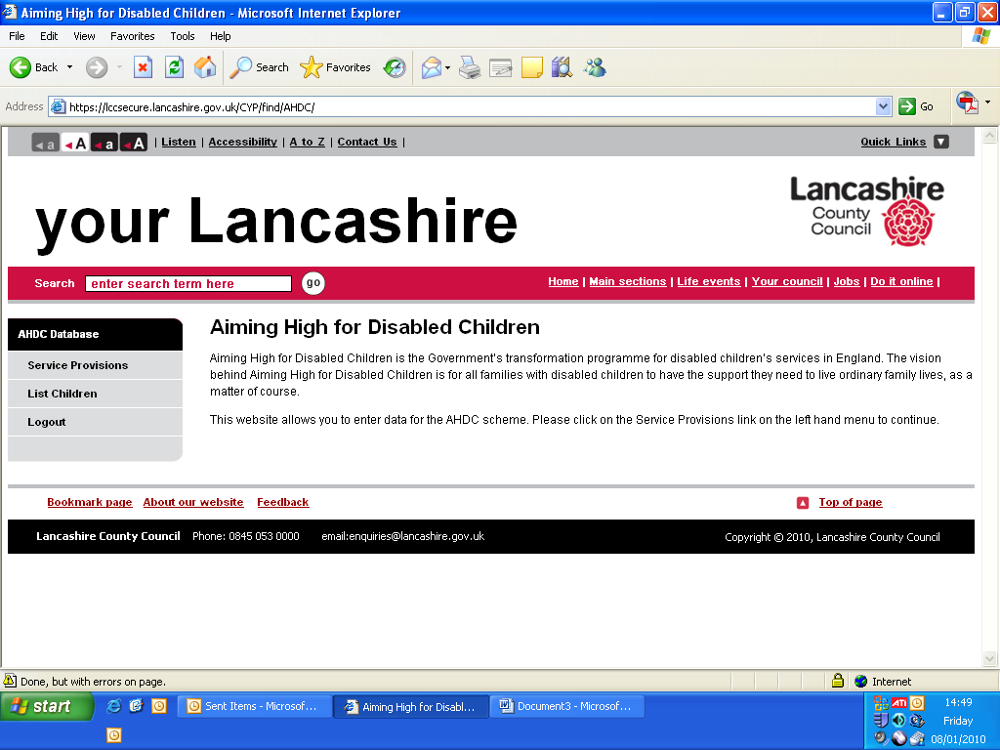 Aiming High for Disabled Children - Microsoft Internet Explorer
File Edit View Favorites Tools Help
Back Search Favorites
Address https://lccsecure.lancashire.gov.uk/CYP/find/AHDC/ Go
a A a A | Listen | Accessibility | A to Z | Contact Us | Quick Links
your Lancashire
Lancashire
County
Council
Search enter search term here go Home | Main sections | Life events | Your council | Jobs | Do it online |
AHDC Database
Service Provisions
List Children
Logout
Aiming High for Disabled Children
Aiming High for Disabled Children is the Government's transformation programme for disabled children's services in England. The vision
behind Aiming High for Disabled Children is for all families with disabled children to have the support they need to live ordinary family lives, as a
matter of course.
This website allows you to enter data for the AHDC scheme. Please click on the Service Provisions link on the left hand menu to continue.
Bookmark page About our website Feedback Top of page
Lancashire County Council Phone: 0845 053 0000 email:enquiries@lancashire.gov.uk Copyright © 2010, Lancashire County Council
Done, but with errors on page. Internet
start Sent Items - Microsof... Aiming High for Disabl... Document3 - Microsof... ATI 14:49
Friday
08/01/2010